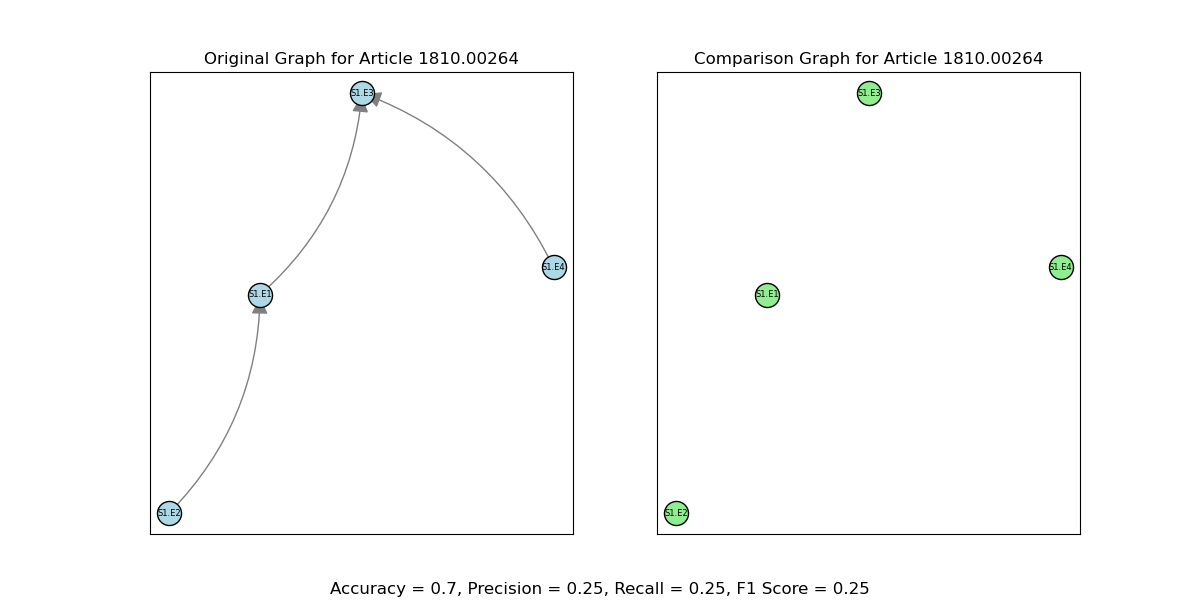 Original Graph for Article 1810.00264
Comparison Graph for Article 1810.00264
S1.E3
S1.E3
S1.E4
S1.E4
S1.E1
S1.E1
S1.E2
S1.E2
Accuracy = 0.7, Precision = 0.25, Recall = 0.25, F1 Score = 0.25